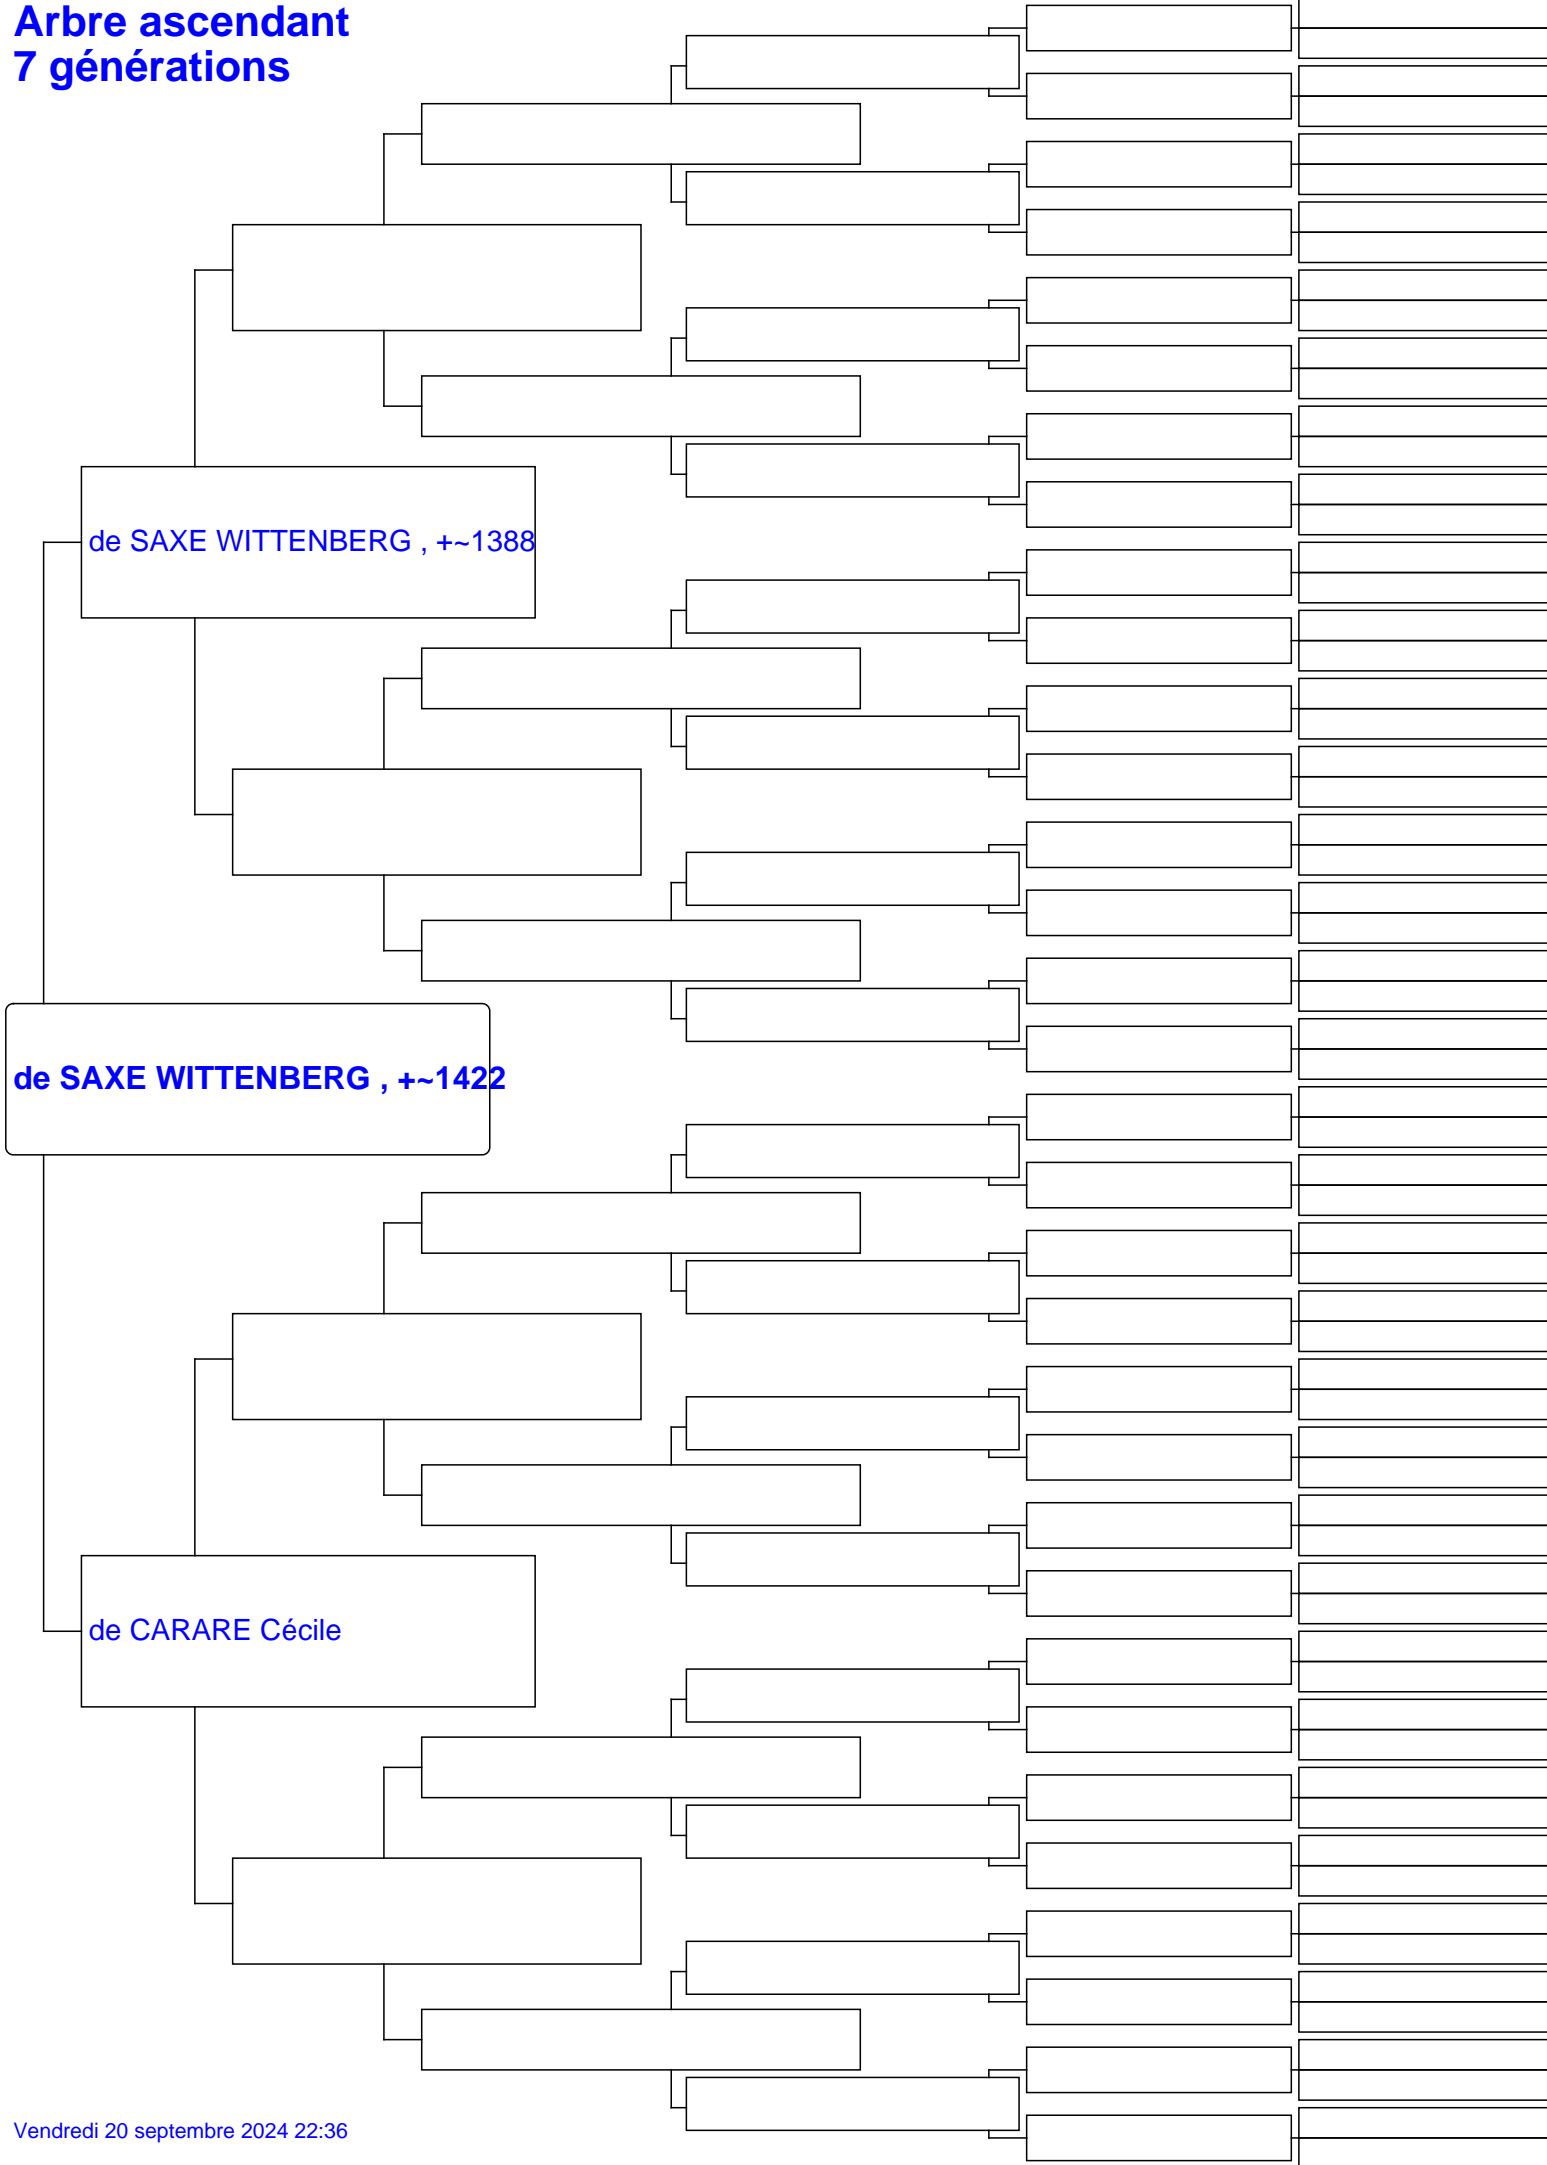 Arbre ascendant
7 générations
de SAXE WITTENBERG , +~1388
de SAXE WITTENBERG , +~1422
de CARARE Cécile
Vendredi 20 septembre 2024 22:36